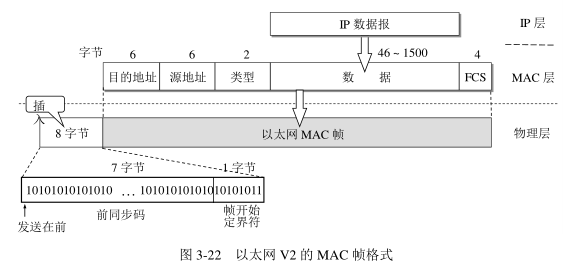 IP 数据报
IP 层
字节
6
6
2
46 ~ 1500
4
目的地址
源地址
类型
数 据
FCS
MAC 层
插入
8 字节
以太网 MAC 帧
物理层
7 字节
1 字节
10101010101010 … 10101010101010101011
前同步码
帧开始
定界符
发送在前
图 3-22 以太网 V2 的 MAC 帧格式